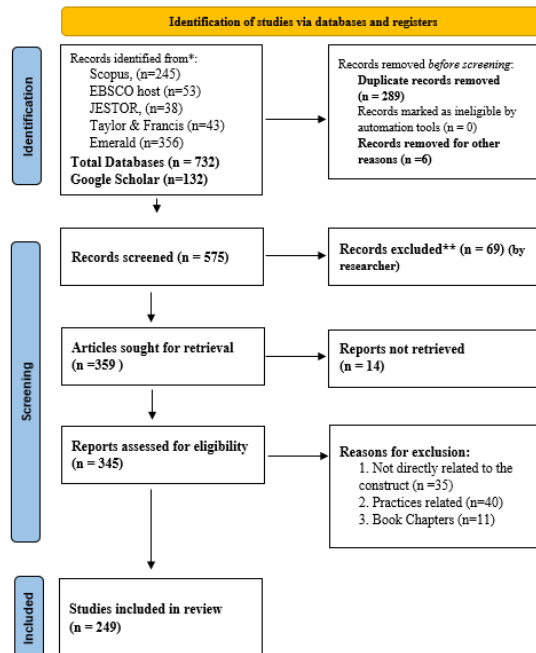 Identification of studies via databases and registers
Identification
Records identified from*:
Scopus, (n=245)
EBSCO host (n=53)
JESTOR, (n=38)
Taylor & Francis (n=43)
Emerald (n=356)
Total Databases (n = 732)
Google Scholar (n=132)
Records removed before screening:
Duplicate records removed
(n = 289)
Records marked as ineligible by
automation tools (n = 0)
Records removed for other
reasons (n =6)
Screening
Records screened (n = 575)
Records excluded** (n = 69) (by
researcher)
Articles sought for retrieval
(n =359 )
Reports not retrieved
(n = 14)
Reports assessed for eligibility
(n = 345)
Reasons for exclusion:
1. Not directly related to the
construct (n =35)
2. Practices related (n=40)
3. Book Chapters (n=11)
Included
Studies included in review
(n = 249)